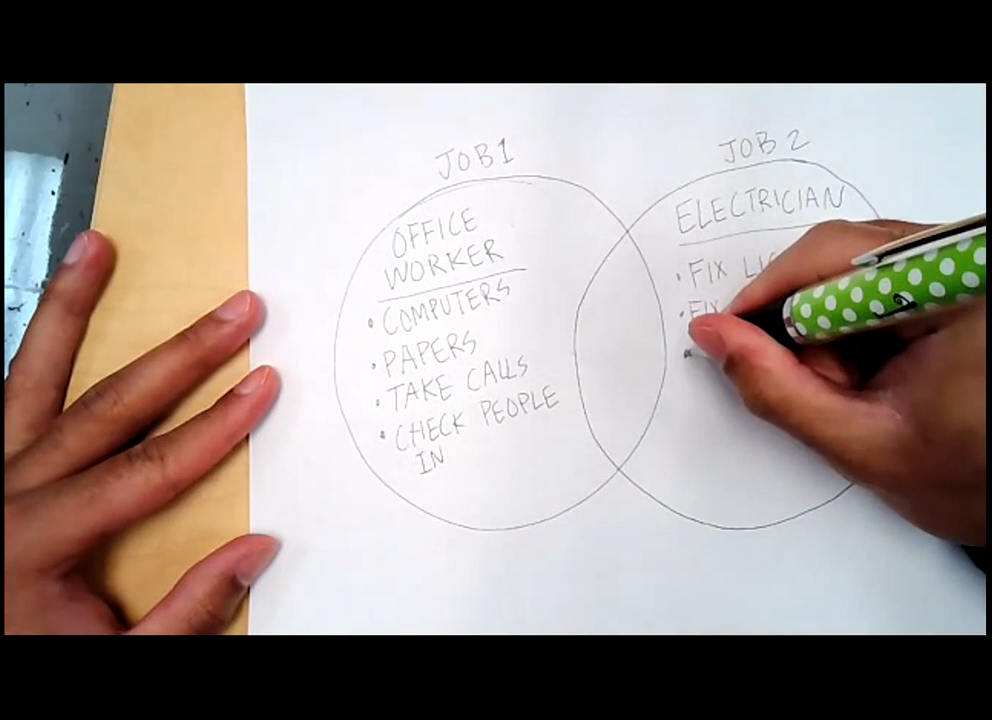 JOB 1
OFFICE
WORKER
• COMPUTERS
• PAPERS
• TAKE CALLS
• CHECK PEOPLE
IN
JOB 2
ELECTRICIAN
• FIX
• FIX
•